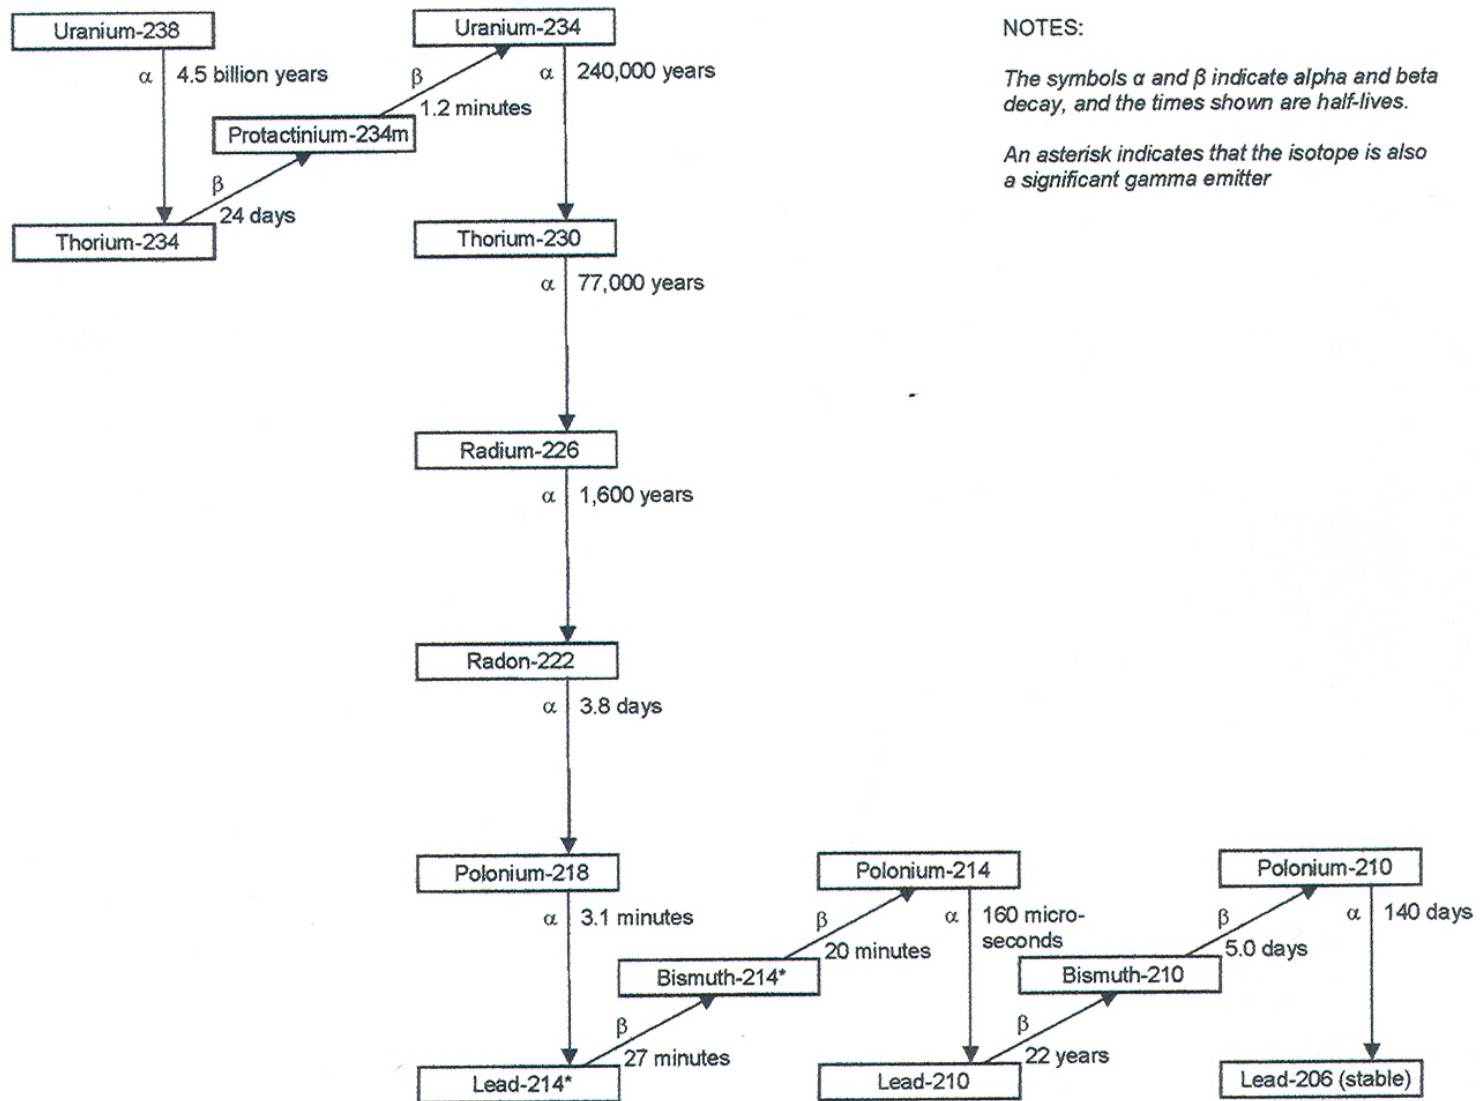 Uranium-238
α 4.5 billion years
Thorium-234
β
24 days
Protactinium-234m
β
1.2 minutes
Uranium-234
α 240,000 years
Thorium-230
α 77,000 years
Radium-226
α 1,600 years
Radon-222
α 3.8 days
Polonium-218
α 3.1 minutes
Lead-214*
β
27 minutes
Bismuth-214*
β
20 minutes
Polonium-214
α 160 micro-
seconds
Lead-210
β
22 years
Bismuth-210
β
5.0 days
Polonium-210
α 140 days
Lead-206 (stable)
NOTES:
The symbols α and β indicate alpha and beta
decay, and the times shown are half-lives.
An asterisk indicates that the isotope is also
a significant gamma emitter